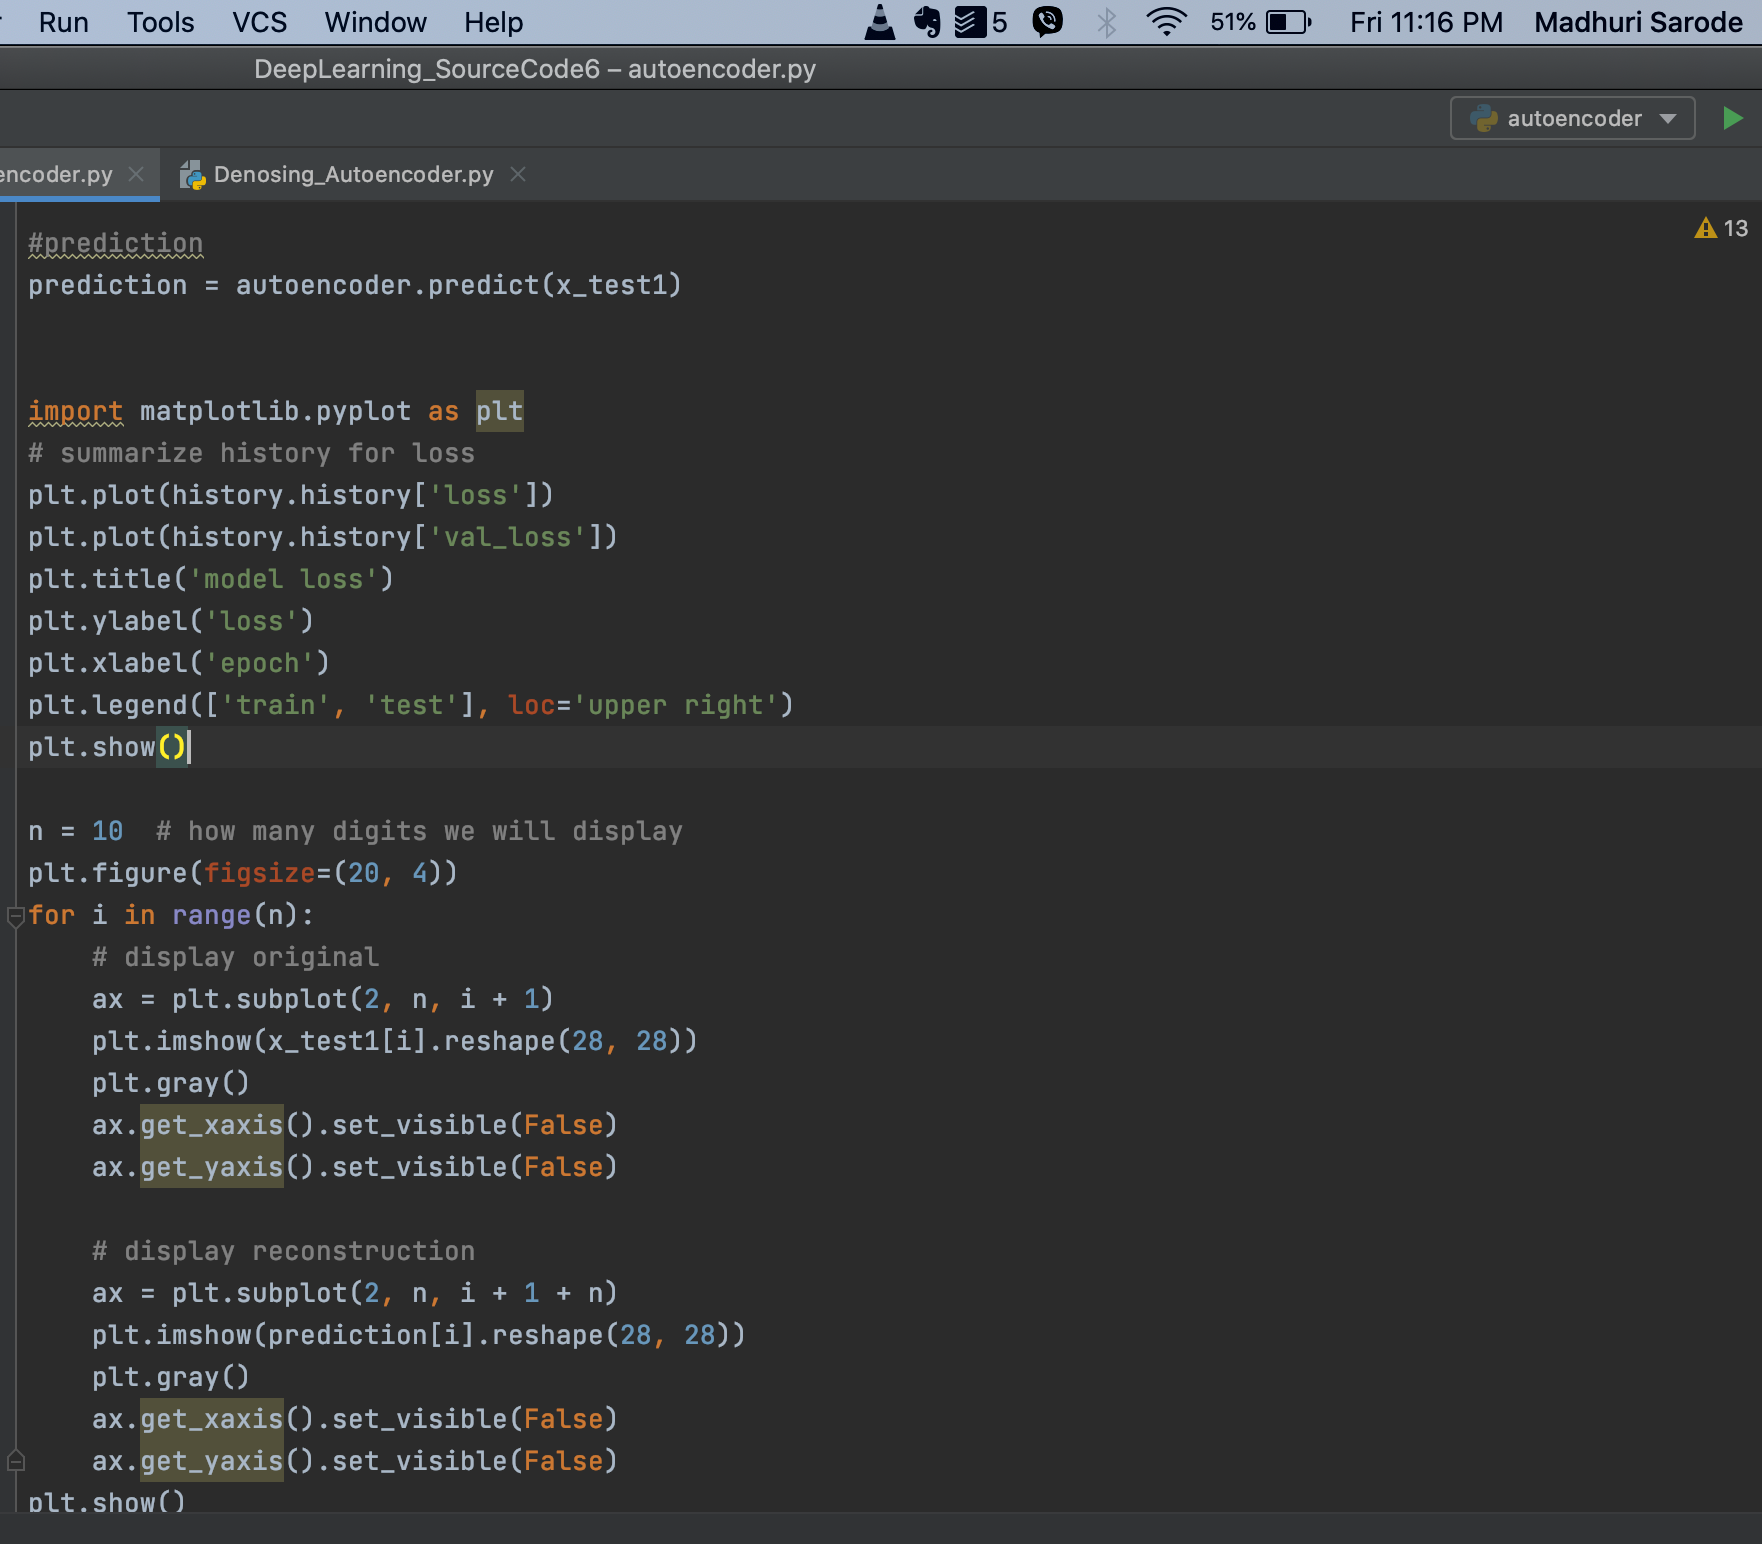 Run Tools VCS Window Help 5 51% Fri 11:16 PM Madhuri Sarode
DeepLearning_SourceCode6 – autoencoder.py
autoencoder
encoder.py Denosing_Autoencoder.py
13
#prediction
prediction = autoencoder.predict(x_test1)
import matplotlib.pyplot as plt
# summarize history for loss
plt.plot(history.history['loss'])
plt.plot(history.history['val_loss'])
plt.title('model loss')
plt.ylabel('loss')
plt.xlabel('epoch')
plt.legend(['train', 'test'], loc='upper right')
plt.show()
n = 10  # how many digits we will display
plt.figure(figsize=(20, 4))
for i in range(n):
    # display original
    ax = plt.subplot(2, n, i + 1)
    plt.imshow(x_test1[i].reshape(28, 28))
    plt.gray()
    ax.get_xaxis().set_visible(False)
    ax.get_yaxis().set_visible(False)
    # display reconstruction
    ax = plt.subplot(2, n, i + 1 + n)
    plt.imshow(prediction[i].reshape(28, 28))
    plt.gray()
    ax.get_xaxis().set_visible(False)
    ax.get_yaxis().set_visible(False)
plt.show()